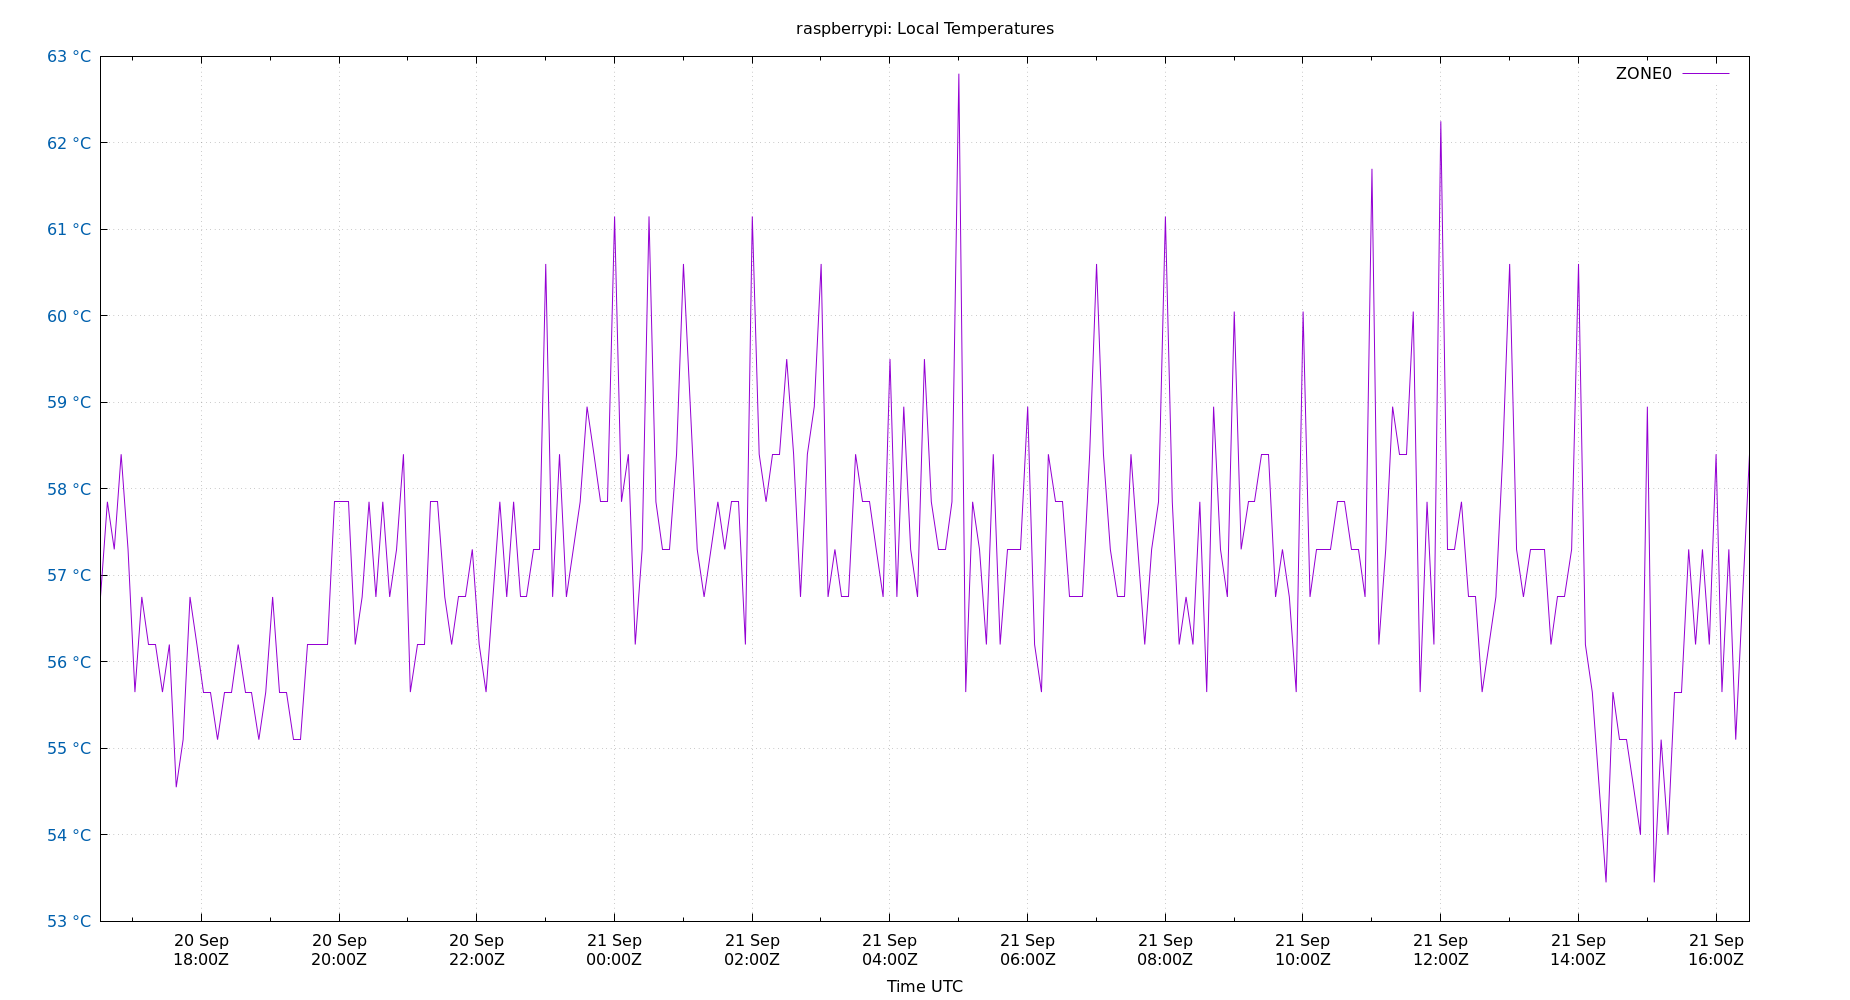 raspberrypi: Local Temperatures
ZONE0
63 °C
62 °C
61 °C
60 °C
59 °C
58 °C
57 °C
56 °C
55 °C
54 °C
53 °C
20 Sep 20 Sep 20 Sep 21 Sep 21 Sep 21 Sep 21 Sep 21 Sep 21 Sep 21 Sep 21 Sep 21 Sep
18:00Z 20:00Z 22:00Z 00:00Z 02:00Z 04:00Z 06:00Z 08:00Z 10:00Z 12:00Z 14:00Z 16:00Z
Time UTC